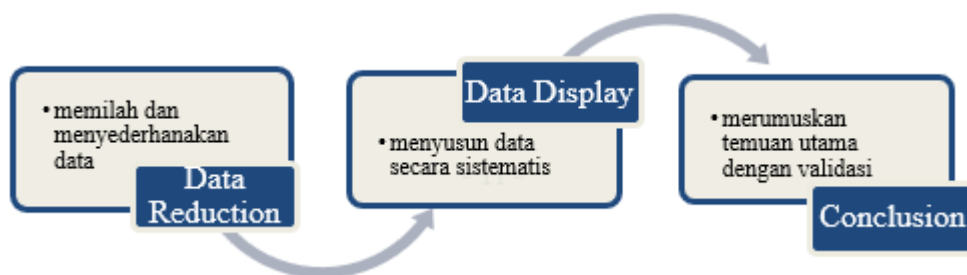 • memilah dan
menyederhanakan
data
Data
Reduction
Data Display
• menyusun data
secara sistematis
• merumuskan
temuan utama
dengan validasi
Conclusion